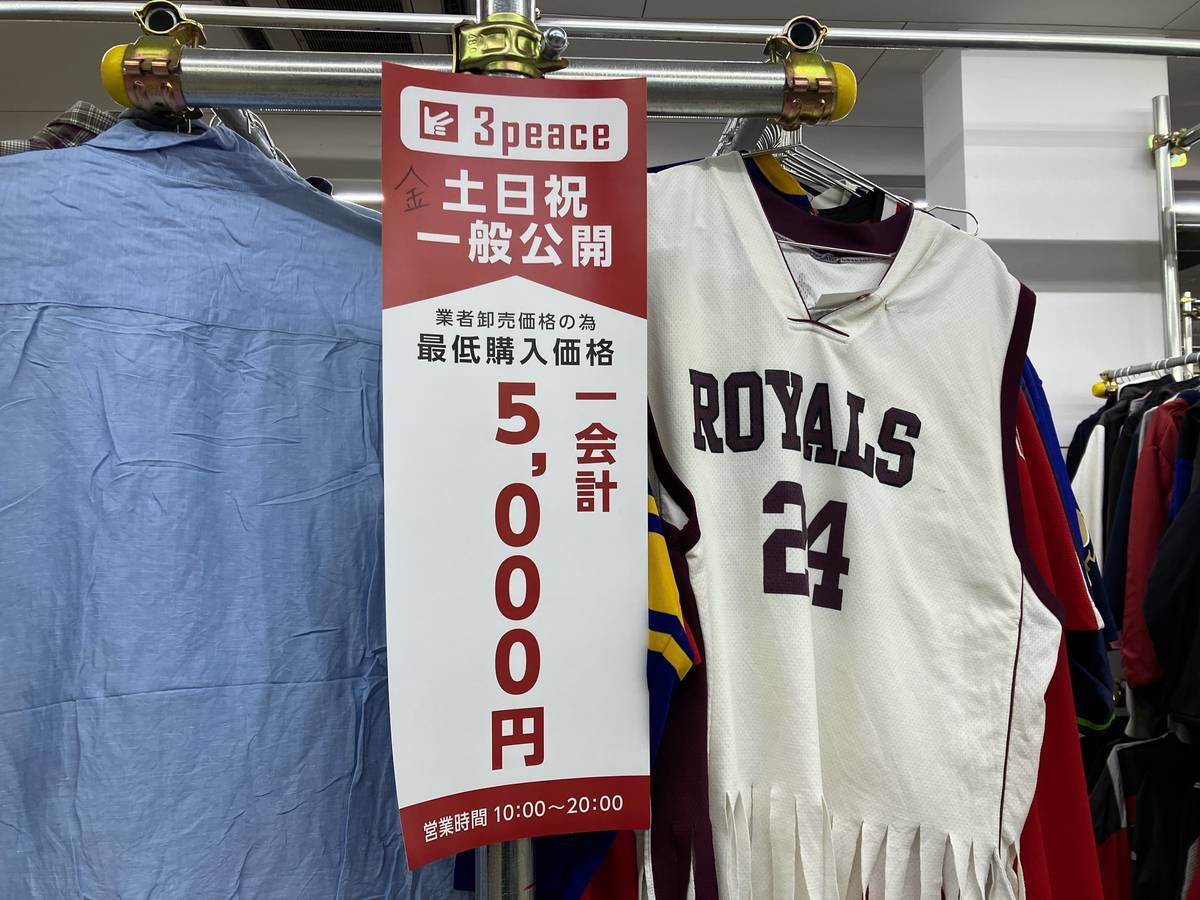 3peace
金 土日祝
一般公開
業者卸売価格の為
最低購入価格
一会計
5,000円
営業時間 10:00~20:00
ROYALS
24